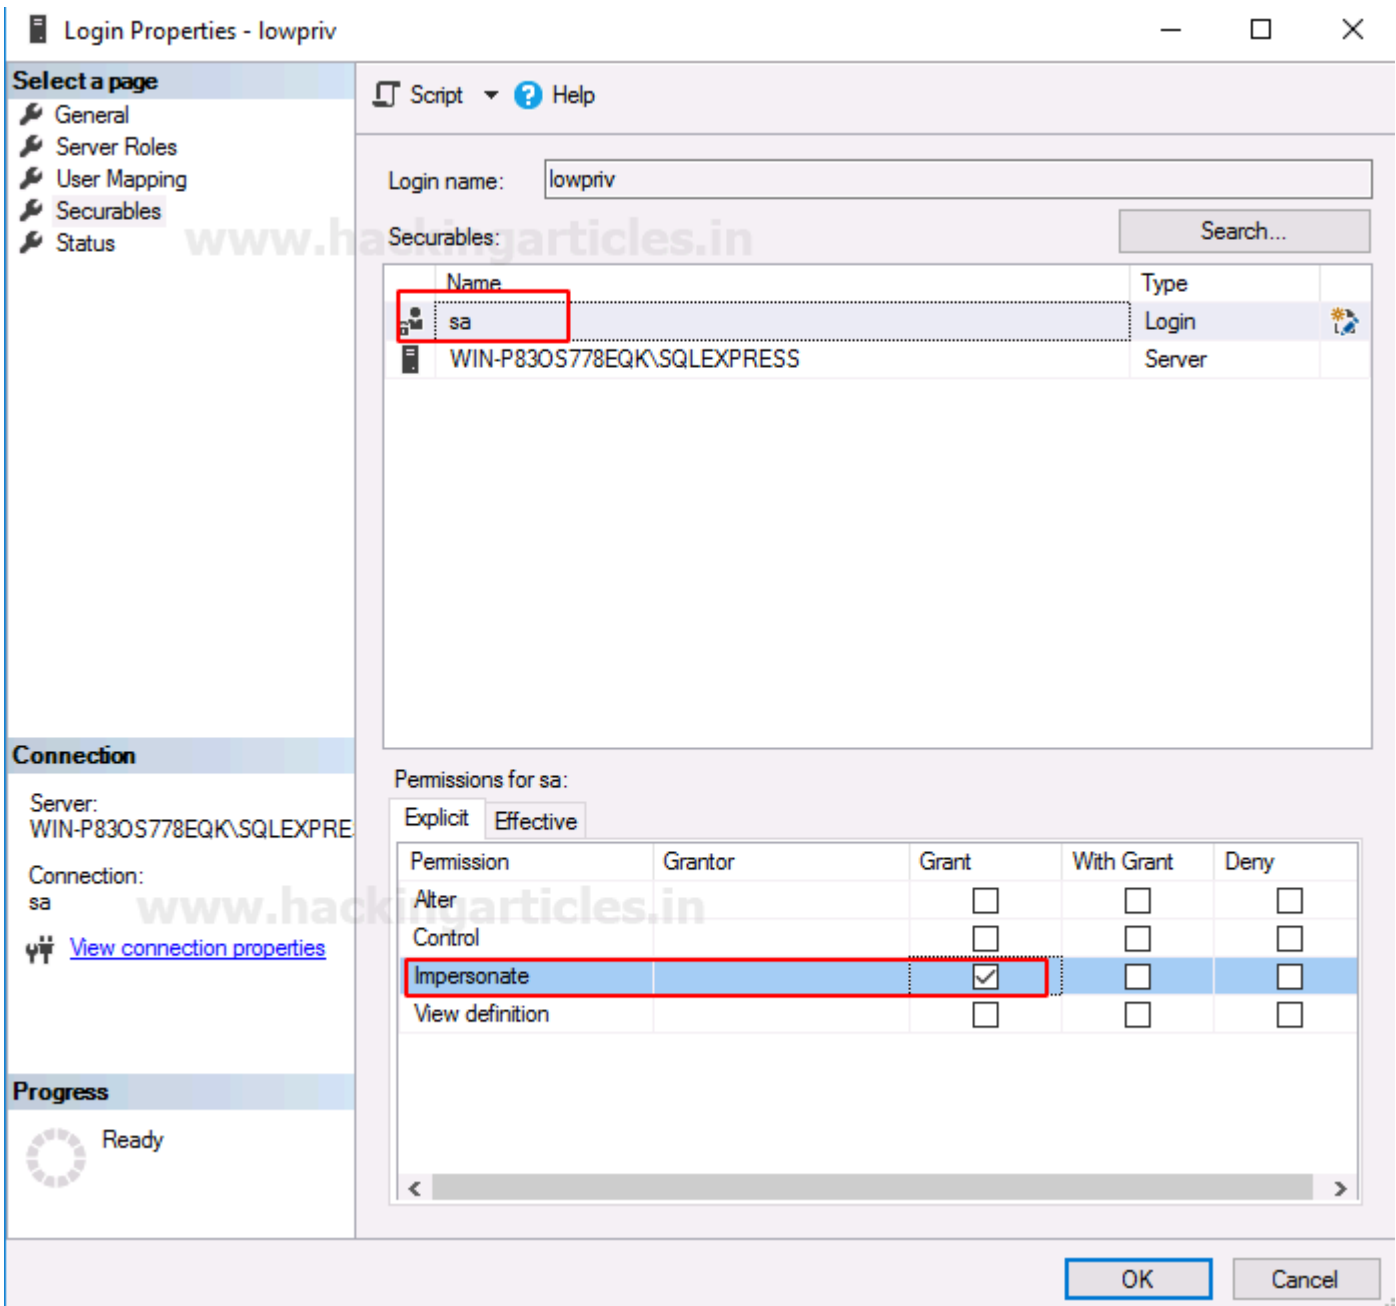 Login Properties - lowpriv
Select a page
General
Server Roles
User Mapping
Securables
Status
Script
Help
Login name: lowpriv
www.hackingarticles.in
Securables:
Search...
Name Type
sa Login
WIN-P83OS778EQK\SQLEXPRESS Server
Connection
Server:
WIN-P83OS778EQK\SQLEXPRE
Connection:
sa
View connection properties
Progress
Ready
Permissions for sa:
Explicit Effective
Permission Grantor Grant With Grant Deny
Alter
www.hackingarticles.in
Control
Impersonate
View definition
OK Cancel